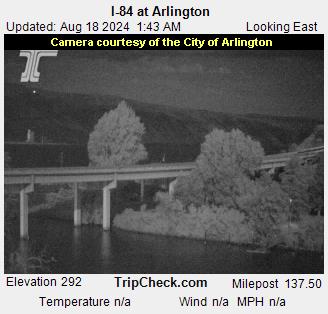 I-84 at Arlington
Updated: Aug 18 2024 1:43 AM Looking East
Camera courtesy of the City of Arlington
Elevation 292 TripCheck.com Milepost 137.50
Temperature n/a Wind n/a MPH n/a